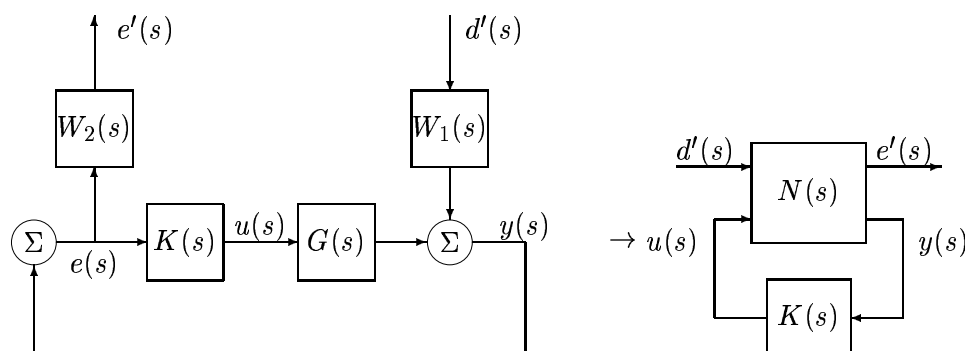 e′(s)
d′(s)
W₂(s)
W₁(s)
Σ
e(s)
K(s)
u(s)
G(s)
Σ
y(s)
→
d′(s)
e′(s)
N(s)
u(s)
y(s)
K(s)